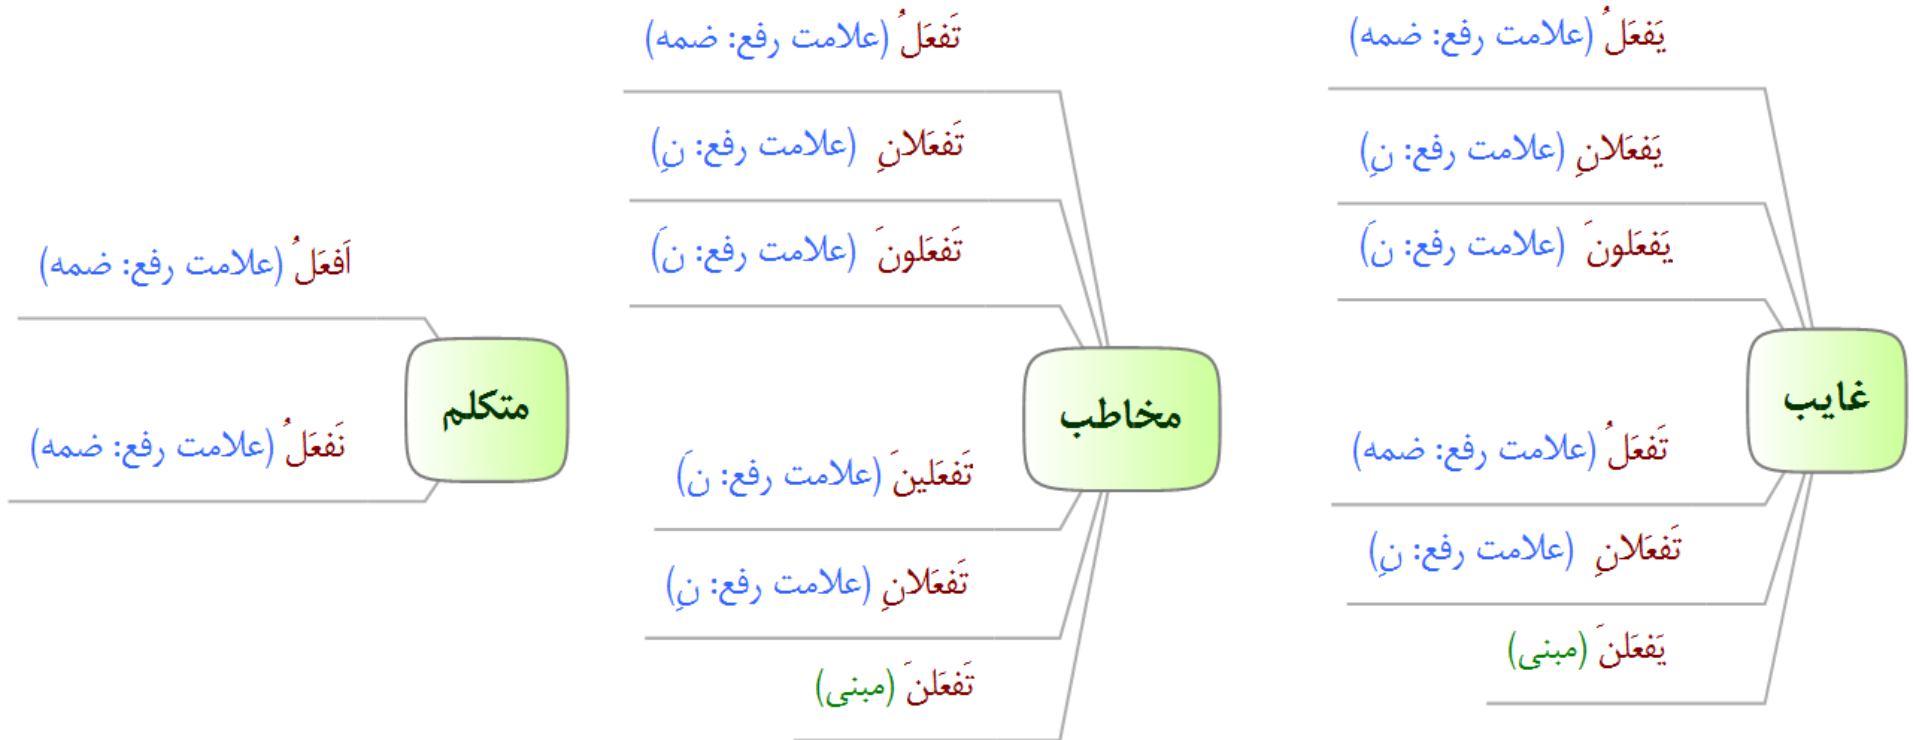 غایب
یَفعَلُ (علامت رفع: ضمه)
یَفعَلانِ (علامت رفع: نِ)
یَفعَلونَ (علامت رفع: نَ)
تَفعَلُ (علامت رفع: ضمه)
تَفعَلانِ (علامت رفع: نِ)
یَفعَلنَ (مبنی)
مخاطب
تَفعَلُ (علامت رفع: ضمه)
تَفعَلانِ (علامت رفع: نِ)
تَفعَلونَ (علامت رفع: نَ)
تَفعَلینَ (علامت رفع: نَ)
تَفعَلانِ (علامت رفع: نِ)
تَفعَلنَ (مبنی)
متکلم
اَفعَلُ (علامت رفع: ضمه)
نَفعَلُ (علامت رفع: ضمه)